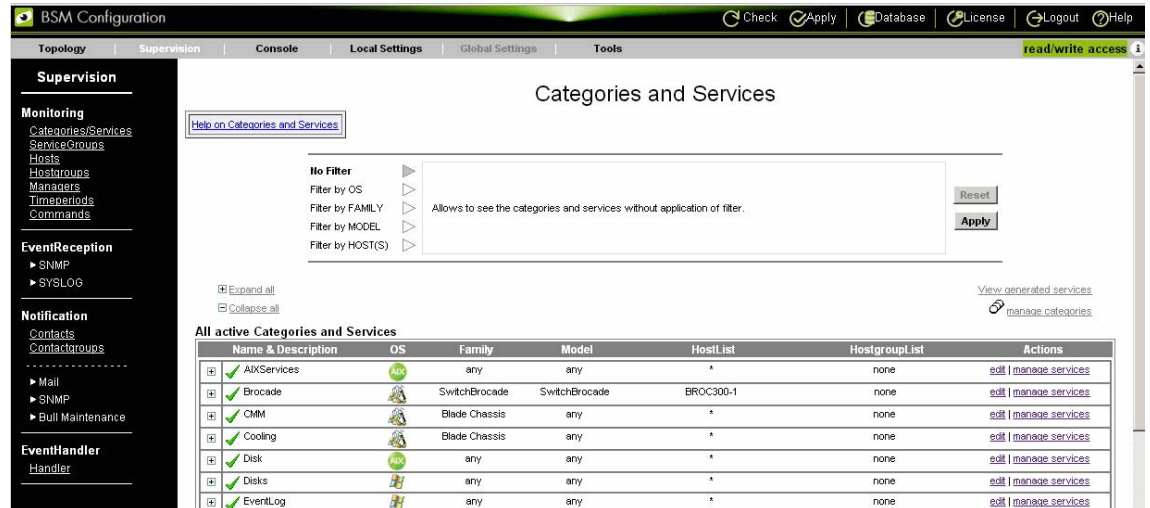 BSM Configuration
Check Apply Database License Logout Help
Topology Supervision Console Local Settings Global Settings Tools read/write access i
Supervision
Monitoring
Categories/Services
ServiceGroups
Hosts
Hostgroups
Managers
Timeperiods
Commands
EventReception
SNMP
SYSLOG
Notification
Contacts
Contactgroups
Mail
SNMP
Bull Maintenance
EventHandler
Handler
Categories and Services
Help on Categories and Services
No Filter
Filter by OS
Filter by FAMILY
Filter by MODEL
Filter by HOST(S)
Allows to see the categories and services without application of filter.
Reset
Apply
Expand all
Collapse all
View generated services
manage categories
All active Categories and Services
Name & Description OS Family Model HostList HostgroupList Actions
AIXServices AIX any any * none edit | manage services
Brocade SwitchBrocade SwitchBrocade BROC300-1 none edit | manage services
CMM Blade Chassis any * none edit | manage services
Cooling Blade Chassis any * none edit | manage services
Disk AIX any any * none edit | manage services
Disks any any * none edit | manage services
EventLog any any * none edit | manage services